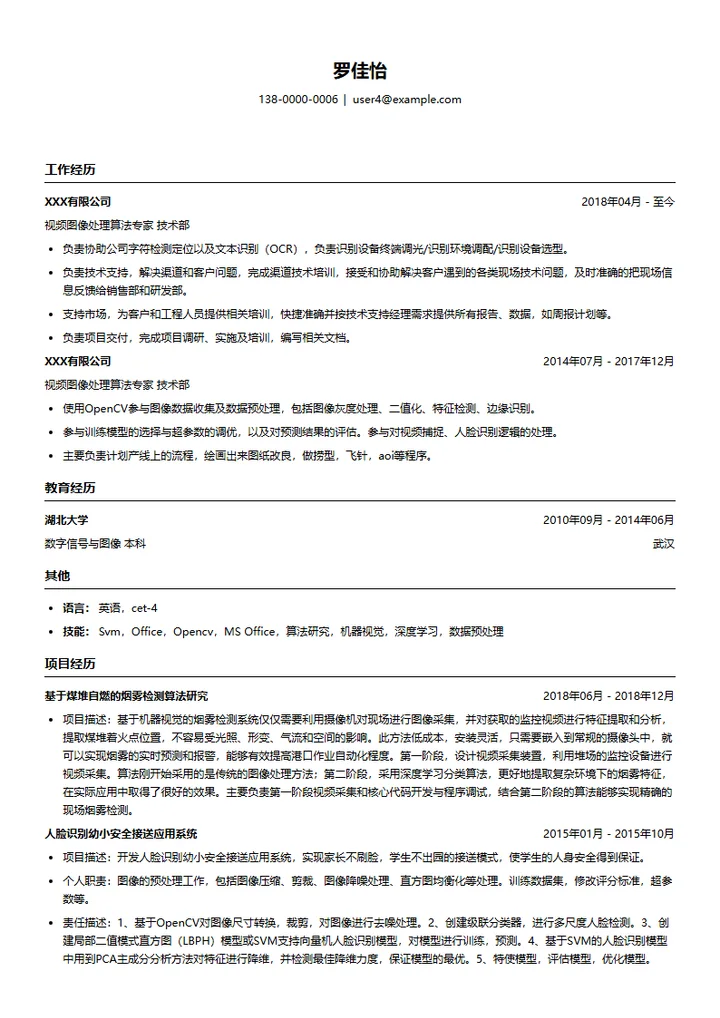 罗佳怡
138-0000-0006 | user4@example.com
工作经历
XXX有限公司 2018年04月 - 至今
视频图像处理算法专家 技术部
• 负责协助公司字符检测定位以及文本识别（OCR），负责识别设备终端调光/识别环境调配/识别设备选型。
• 负责技术支持，解决渠道和客户问题，完成渠道技术培训，接受和协助解决客户遇到的各类现场技术问题，及时准确的把现场信
息反馈给销售部和研发部。
• 支持市场，为客户和工程人员提供相关培训，快捷准确并按技术支持经理需求提供所有报告、数据，如周报计划等。
• 负责项目交付，完成项目调研、实施及培训，编写相关文档。
XXX有限公司 2014年07月 - 2017年12月
视频图像处理算法专家 技术部
• 使用OpenCV参与图像数据收集及数据预处理，包括图像灰度处理、二值化、特征检测、边缘识别。
• 参与训练模型的选择与超参数的调优，以及对预测结果的评估。参与对视频捕捉、人脸识别逻辑的处理。
• 主要负责计划产线上的流程，绘画出来图纸改良，做捞型，飞针，aoi等程序。
教育经历
湖北大学 2010年09月 - 2014年06月
数字信号与图像 本科 武汉
其他
• 语言： 英语，cet-4
• 技能： Svm，Office，Opencv，MS Office，算法研究，机器视觉，深度学习，数据预处理
项目经历
基于煤堆自燃的烟雾检测算法研究 2018年06月 - 2018年12月
• 项目描述：基于机器视觉的烟雾检测系统仅仅需要利用摄像机对现场进行图像采集，并对获取的监控视频进行特征提取和分析，
提取煤堆着火点位置，不容易受光照、形变、气流和空间的影响。此方法低成本，安装灵活，只需要嵌入到常规的摄像头中，就
可以实现烟雾的实时预测和报警，能够有效提高港口作业自动化程度。第一阶段，设计视频采集装置，利用堆场的监控设备进行
视频采集。算法刚开始采用的是传统的图像处理方法；第二阶段，采用深度学习分类算法，更好地提取复杂环境下的烟雾特征，
在实际应用中取得了很好的效果。主要负责第一阶段视频采集和核心代码开发与程序调试，结合第二阶段的算法能够实现精确的
现场烟雾检测。
人脸识别幼小安全接送应用系统 2015年01月 - 2015年10月
• 项目描述：开发人脸识别幼小安全接送应用系统，实现家长不刷脸，学生不出园的接送模式，使学生的人身安全得到保证。
• 个人职责：图像的预处理工作，包括图像压缩、剪裁、图像降噪处理、直方图均衡化等处理。训练数据集，修改评分标准，超参
数等。
• 责任描述：1、基于OpenCV对图像尺寸转换，裁剪，对图像进行去噪处理。2、创建级联分类器，进行多尺度人脸检测。3、创
建局部二值模式直方图（LBPH）模型或SVM支持向量机人脸识别模型，对模型进行训练，预测。4、基于SVM的人脸识别模型
中用到PCA主成分分析方法对特征进行降维，并检测最佳降维力度，保证模型的最优。5、特使模型，评估模型，优化模型。